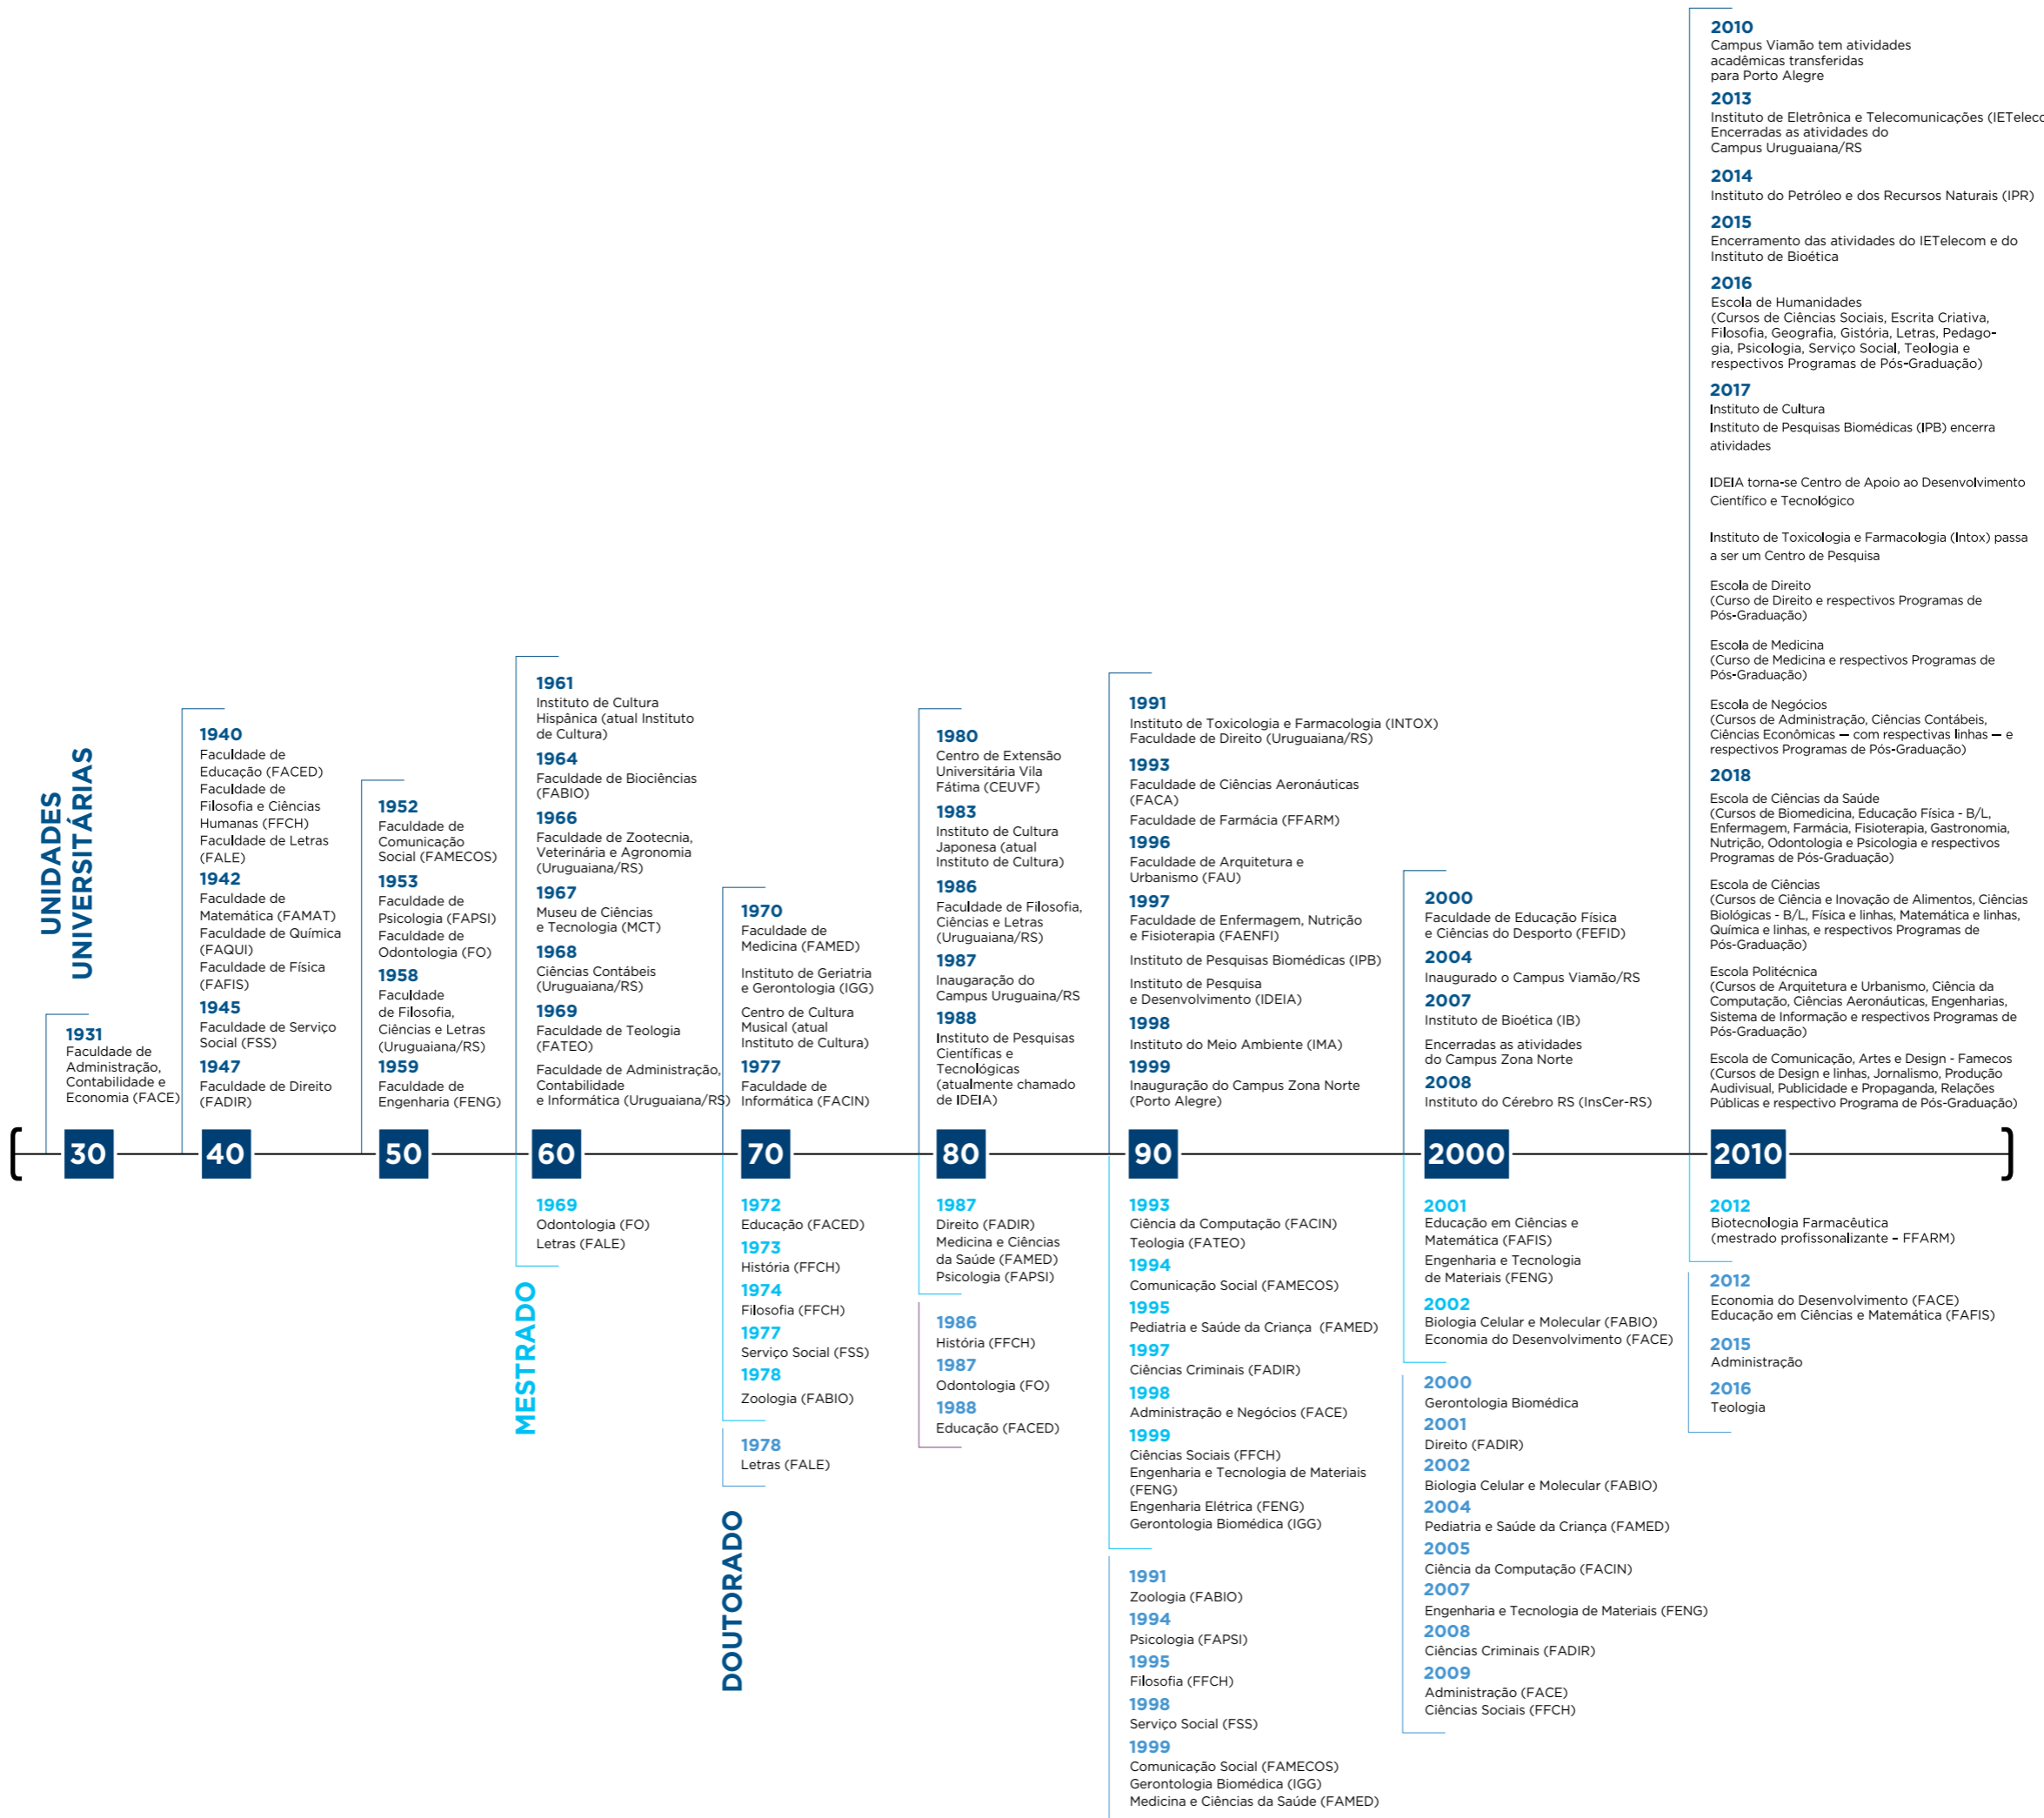 UNIDADES
UNIVERSITÁRIAS
1931
Faculdade de
Administração,
Contabilidade e
Economia (FACE)
30
1940
Faculdade de
Educação (FACED)
Faculdade de
Filosofia e Ciências
Humanas (FFCH)
Faculdade de Letras
(FALE)
1942
Faculdade de
Matemática (FAMAT)
Faculdade de Química
(FAQUI)
Faculdade de Física
(FAFIS)
1945
Faculdade de Serviço
Social (FSS)
1947
Faculdade de Direito
(FADIR)
40
1952
Faculdade de
Comunicação
Social (FAMECOS)
1953
Faculdade de
Psicologia (FAPSI)
Faculdade de
Odontologia (FO)
1958
Faculdade
de Filosofia,
Ciências e Letras
(Uruguaiana/RS)
1959
Faculdade de
Engenharia (FENG)
50
1961
Instituto de Cultura
Hispânica (atual Instituto
de Cultura)
1964
Faculdade de Biociências
(FABIO)
1966
Faculdade de Zootecnia,
Veterinária e Agronomia
(Uruguaiana/RS)
1967
Museu de Ciências
e Tecnologia (MCT)
1968
Ciências Contábeis
(Uruguaiana/RS)
1969
Faculdade de Teologia
(FATEO)
Faculdade de Administração,
Contabilidade
e Informática (Uruguaiana/RS)
60
1970
Faculdade de
Medicina (FAMED)
Instituto de Geriatria
e Gerontologia (IGG)
Centro de Cultura
Musical (atual
Instituto de Cultura)
1977
Faculdade de
Informática (FACIN)
70
1980
Centro de Extensão
Universitária Vila
Fátima (CEUVF)
1983
Instituto de Cultura
Japonesa (atual
Instituto de Cultura)
1986
Faculdade de Filosofia,
Ciências e Letras
(Uruguaiana/RS)
1987
Inaugaração do
Campus Uruguaina/RS
1988
Instituto de Pesquisas
Científicas e
Tecnológicas
(atualmente chamado
de IDEIA)
80
1991
Instituto de Toxicologia e Farmacologia (INTOX)
Faculdade de Direito (Uruguaiana/RS)
1993
Faculdade de Ciências Aeronáuticas
(FACA)
Faculdade de Farmácia (FFARM)
1996
Faculdade de Arquitetura e
Urbanismo (FAU)
1997
Faculdade de Enfermagem, Nutrição
e Fisioterapia (FAENFI)
Instituto de Pesquisas Biomédicas (IPB)
Instituto de Pesquisa
e Desenvolvimento (IDEIA)
1998
Instituto do Meio Ambiente (IMA)
1999
Inauguração do Campus Zona Norte
(Porto Alegre)
90
2000
Faculdade de Educação Física
e Ciências do Desporto (FEFID)
2004
Inaugurado o Campus Viamão/RS
2007
Instituto de Bioética (IB)
Encerradas as atividades
do Campus Zona Norte
2008
Instituto do Cérebro RS (InsCer-RS)
2000
2010
Campus Viamão tem atividades
acadêmicas transferidas
para Porto Alegre
2013
Instituto de Eletrônica e Telecomunicações (IETelecc
Encerradas as atividades do
Campus Uruguaiana/RS
2014
Instituto do Petróleo e dos Recursos Naturais (IPR)
2015
Encerramento das atividades do IETelecom e do
Instituto de Bioética
2016
Escola de Humanidades
(Cursos de Ciências Sociais, Escrita Criativa,
Filosofia, Geografia, Gistória, Letras, Pedago-
gia, Psicologia, Serviço Social, Teologia e
respectivos Programas de Pós-Graduação)
2017
Instituto de Cultura
Instituto de Pesquisas Biomédicas (IPB) encerra
atividades
IDEIA torna-se Centro de Apoio ao Desenvolvimento
Científico e Tecnológico
Instituto de Toxicologia e Farmacologia (Intox) passa
a ser um Centro de Pesquisa
Escola de Direito
(Curso de Direito e respectivos Programas de
Pós-Graduação)
Escola de Medicina
(Curso de Medicina e respectivos Programas de
Pós-Graduação)
Escola de Negócios
(Cursos de Administração, Ciências Contábeis,
Ciências Econômicas — com respectivas linhas — e
respectivos Programas de Pós-Graduação)
2018
Escola de Ciências da Saúde
(Cursos de Biomedicina, Educação Física - B/L,
Enfermagem, Farmácia, Fisioterapia, Gastronomia,
Nutrição, Odontologia e Psicologia e respectivos
Programas de Pós-Graduação)
Escola de Ciências
(Cursos de Ciência e Inovação de Alimentos, Ciências
Biológicas - B/L, Física e linhas, Matemática e linhas,
Química e linhas, e respectivos Programas de
Pós-Graduação)
Escola Politécnica
(Cursos de Arquitetura e Urbanismo, Ciência da
Computação, Ciências Aeronáuticas, Engenharias,
Sistema de Informação e respectivos Programas de
Pós-Graduação)
Escola de Comunicação, Artes e Design - Famecos
(Cursos de Design e linhas, Jornalismo, Produção
Audivisual, Publicidade e Propaganda, Relações
Públicas e respectivo Programa de Pós-Graduação)
2010
MESTRADO
1969
Odontologia (FO)
Letras (FALE)
1972
Educação (FACED)
1973
História (FFCH)
1974
Filosofia (FFCH)
1977
Serviço Social (FSS)
1978
Zoologia (FABIO)
1987
Direito (FADIR)
Medicina e Ciências
da Saúde (FAMED)
Psicologia (FAPSI)
1993
Ciência da Computação (FACIN)
Teologia (FATEO)
1994
Comunicação Social (FAMECOS)
1995
Pediatria e Saúde da Criança (FAMED)
1997
Ciências Criminais (FADIR)
1998
Administração e Negócios (FACE)
1999
Ciências Sociais (FFCH)
Engenharia e Tecnologia de Materiais
(FENG)
Engenharia Elétrica (FENG)
Gerontologia Biomédica (IGG)
2001
Educação em Ciências e
Matemática (FAFIS)
Engenharia e Tecnologia
de Materiais (FENG)
2002
Biologia Celular e Molecular (FABIO)
Economia do Desenvolvimento (FACE)
2012
Biotecnologia Farmacêutica
(mestrado profissonalizante - FFARM)
DOUTORADO
1978
Letras (FALE)
1986
História (FFCH)
1987
Odontologia (FO)
1988
Educação (FACED)
1991
Zoologia (FABIO)
1994
Psicologia (FAPSI)
1995
Filosofia (FFCH)
1998
Serviço Social (FSS)
1999
Comunicação Social (FAMECOS)
Gerontologia Biomédica (IGG)
Medicina e Ciências da Saúde (FAMED)
2000
Gerontologia Biomédica
2001
Direito (FADIR)
2002
Biologia Celular e Molecular (FABIO)
2004
Pediatria e Saúde da Criança (FAMED)
2005
Ciência da Computação (FACIN)
2007
Engenharia e Tecnologia de Materiais (FENG)
2008
Ciências Criminais (FADIR)
2009
Administração (FACE)
Ciências Sociais (FFCH)
2012
Economia do Desenvolvimento (FACE)
Educação em Ciências e Matemática (FAFIS)
2015
Administração
2016
Teologia